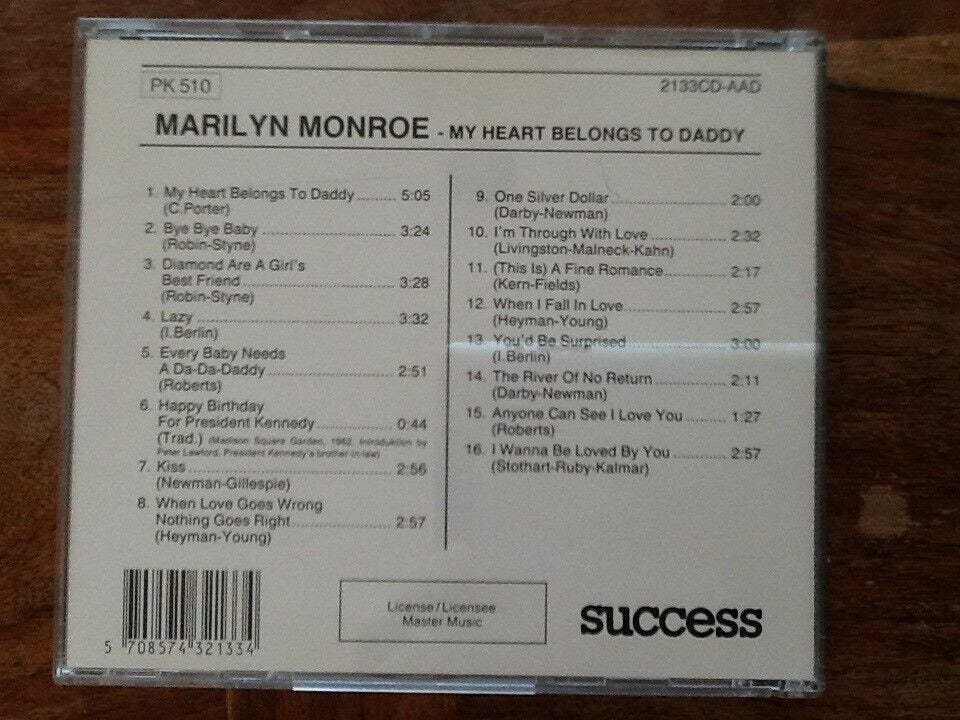 PK 510
2133CD-AAD
MARILYN MONROE - MY HEART BELONGS TO DADDY
1. My Heart Belongs To Daddy ........ 5:05
(C.Porter)
2. Bye Bye Baby ........ 3:24
(Robin-Styne)
3. Diamond Are A Girl's
Best Friend ........ 3:28
(Robin-Styne)
4. Lazy ........ 3:32
(I.Berlin)
5. Every Baby Needs
A Da-Da-Daddy ........ 2:51
(Roberts)
6. Happy Birthday
For President Kennedy ........ 0:44
(Trad.) (Madison Square Garden, 1962. Introduktion by
Peter Lawford, President Kennedy's brother-in-law)
7. Kiss ........ 2:56
(Newman-Gillespie)
8. When Love Goes Wrong
Nothing Goes Right ........ 2:57
(Heyman-Young)
9. One Silver Dollar ........ 2:00
(Darby-Newman)
10. I'm Through With Love ........ 2:32
(Livingston-Malneck-Kahn)
11. (This Is) A Fine Romance ........ 2:17
(Kern-Fields)
12. When I Fall In Love ........ 2:57
(Heyman-Young)
13. You'd Be Surprised ........ 3:00
(I.Berlin)
14. The River Of No Return ........ 2:11
(Darby-Newman)
15. Anyone Can See I Love You ........ 1:27
(Roberts)
16. I Wanna Be Loved By You ........ 2:57
(Stothart-Ruby-Kalmar)
5 708574 321334
License/Licensee
Master Music
success